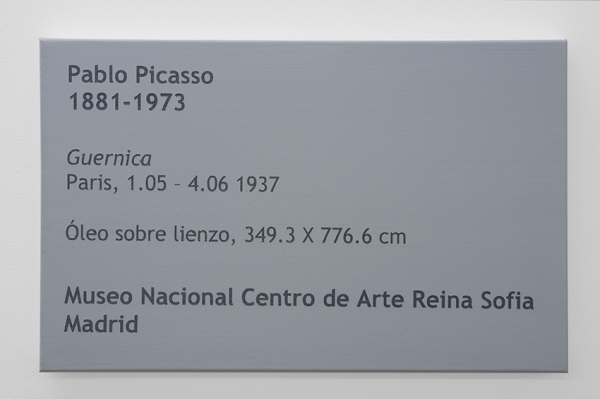 Pablo Picasso
1881-1973
Guernica
Paris, 1.05 – 4.06 1937
Óleo sobre lienzo, 349.3 X 776.6 cm
Museo Nacional Centro de Arte Reina Sofia
Madrid